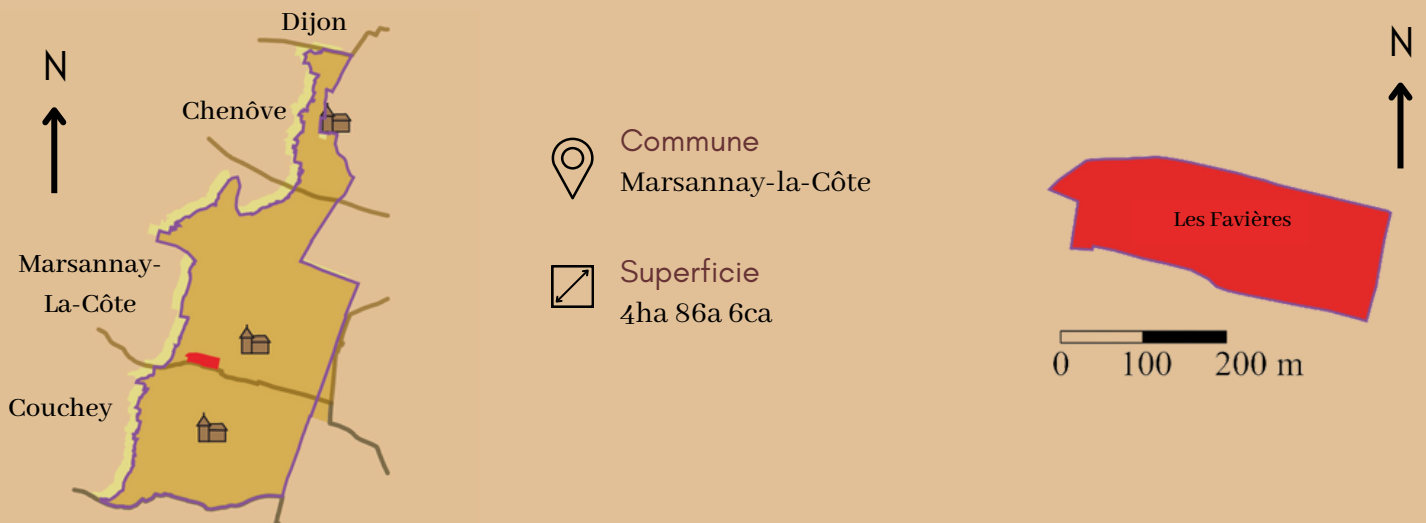 Dijon
N
Chenôve
Marsannay-
La-Côte
Couchey
Commune
Marsannay-la-Côte
Superficie
4ha 86a 6ca
N
Les Favières
0 100 200 m